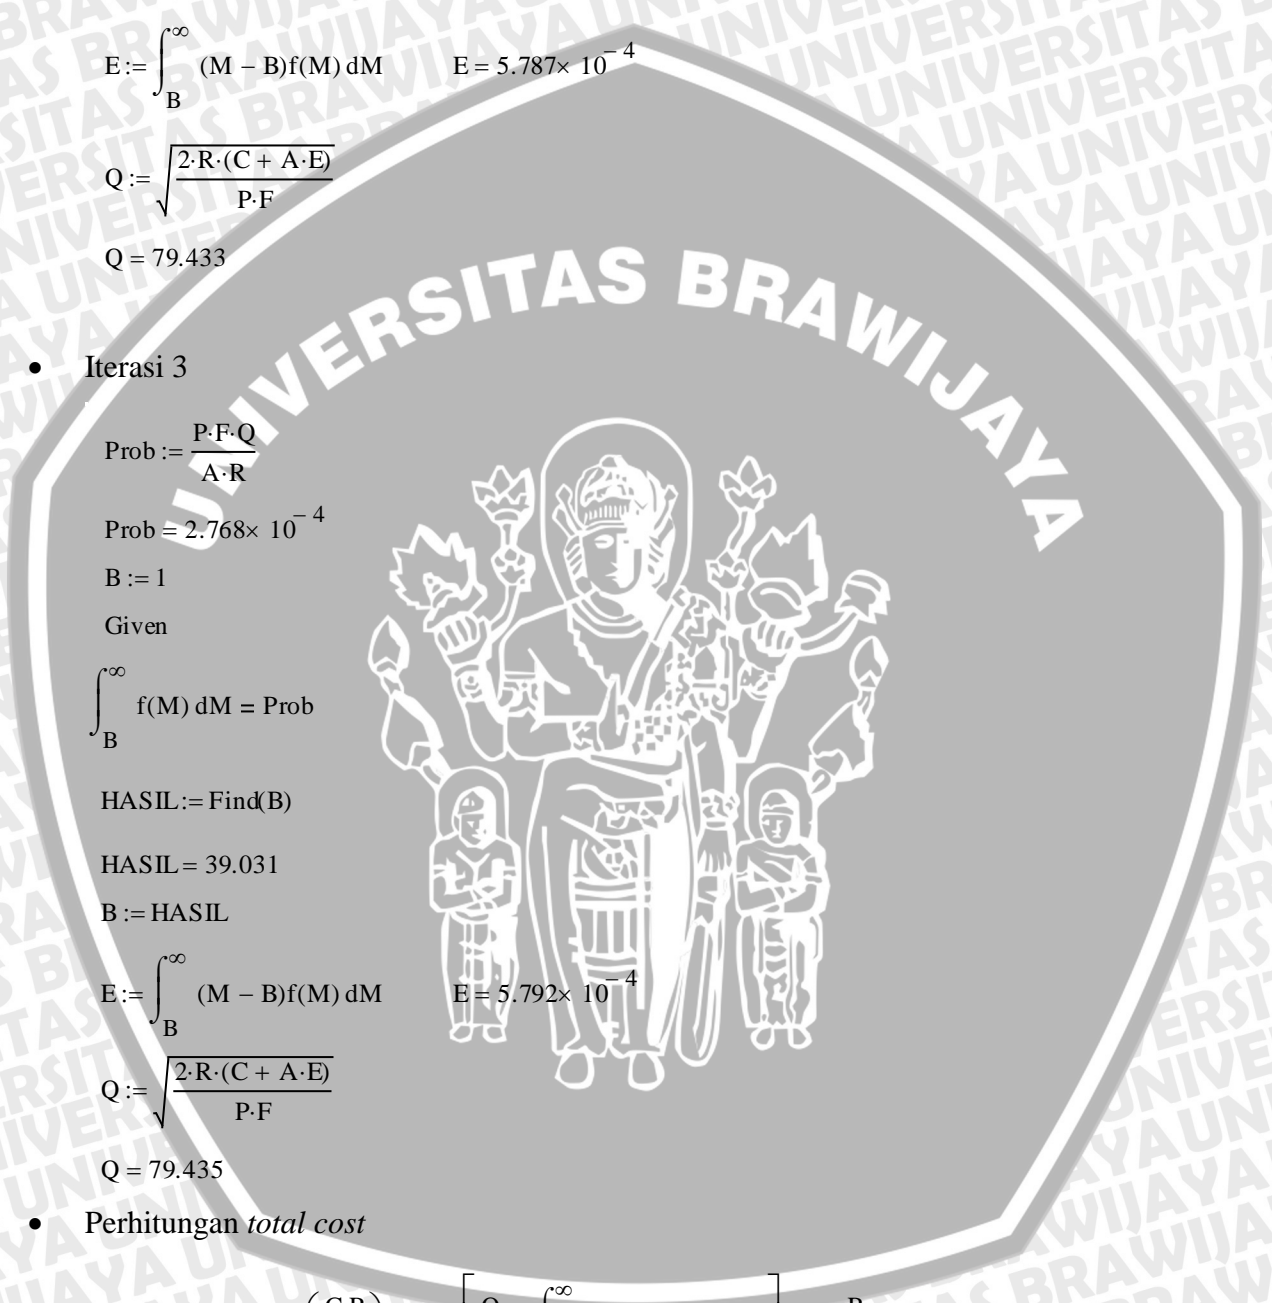 E := ∫_B^∞ (M − B)f(M) dM E = 5.787× 10^−4
Q := √(2·R·(C + A·E) / P·F)
Q = 79.433
UNIVERSITAS BRAWIJAYA
• Iterasi 3
Prob := P·F·Q / A·R
Prob = 2.768× 10^−4
B := 1
Given
∫_B^∞ f(M) dM = Prob
HASIL := Find(B)
HASIL = 39.031
B := HASIL
E := ∫_B^∞ (M − B)f(M) dM E = 5.792× 10^−4
Q := √(2·R·(C + A·E) / P·F)
Q = 79.435
• Perhitungan total cost